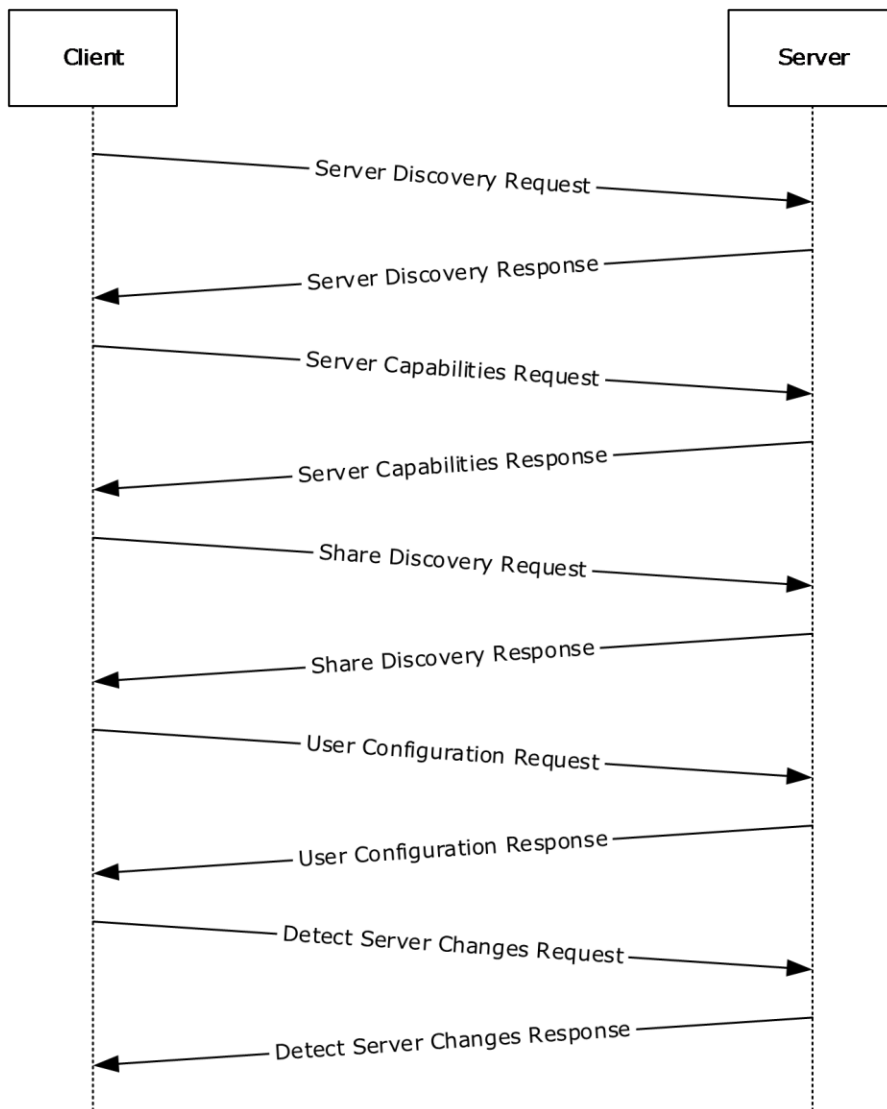 Client
Server
Server Discovery Request
Server Discovery Response
Server Capabilities Request
Server Capabilities Response
Share Discovery Request
Share Discovery Response
User Configuration Request
User Configuration Response
Detect Server Changes Request
Detect Server Changes Response